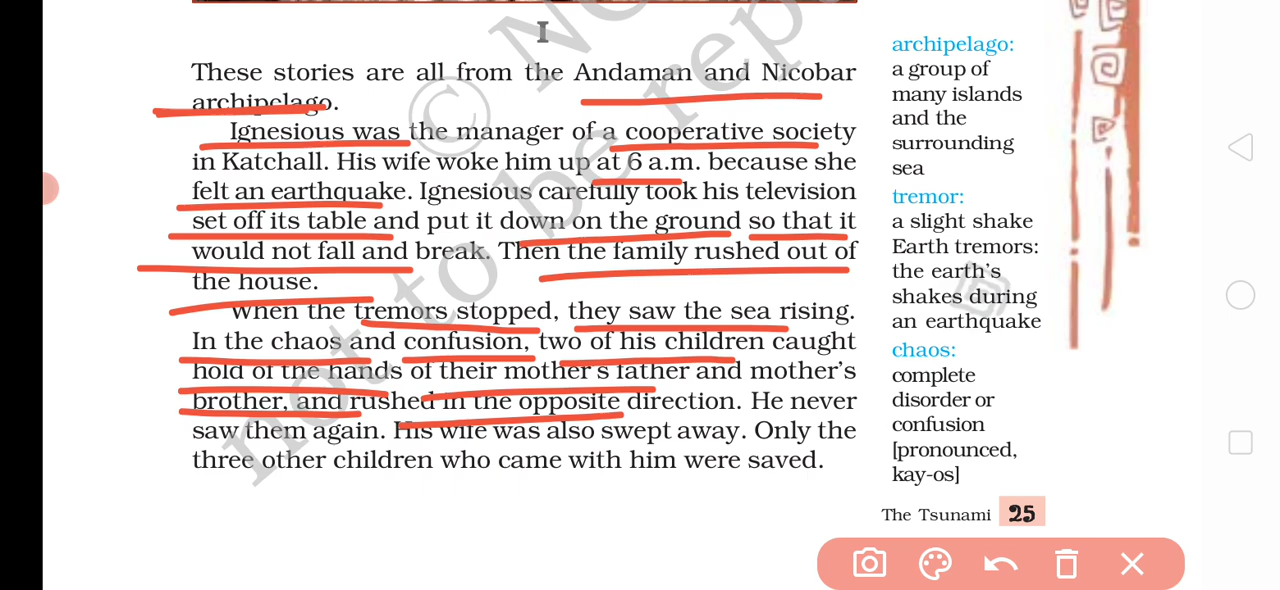 I
These stories are all from the Andaman and Nicobar
archipelago.
Ignesious was the manager of a cooperative society
in Katchall. His wife woke him up at 6 a.m. because she
felt an earthquake. Ignesious carefully took his television
set off its table and put it down on the ground so that it
would not fall and break. Then the family rushed out of
the house.
When the tremors stopped, they saw the sea rising.
In the chaos and confusion, two of his children caught
hold of the hands of their mother's father and mother's
brother, and rushed in the opposite direction. He never
saw them again. His wife was also swept away. Only the
three other children who came with him were saved.
archipelago:
a group of
many islands
and the
surrounding
sea
tremor:
a slight shake
Earth tremors:
the earth's
shakes during
an earthquake
chaos:
complete
disorder or
confusion
[pronounced,
kay-os]
The Tsunami 25
©
not to be rep